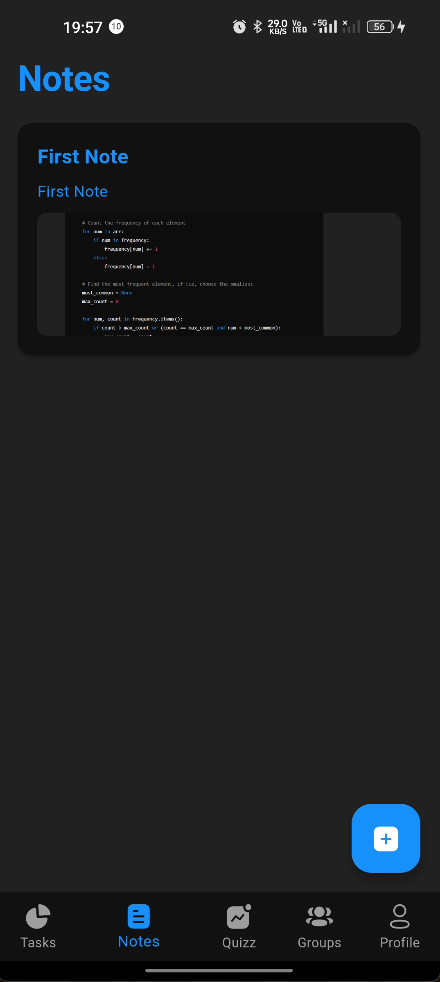 19:57 10 29.0 KB/S Vo LTE 5G 56
Notes
First Note
First Note
# Count the frequency of each element
for num in arr:
if num in frequency:
frequency[num] += 1
else
frequency[num] = 1
# Find the most frequent element, if tie, choose the smallest
most_common = None
max_count = 0
for num, count in frequency.items():
if count > max_count or (count == max_count and num < most_common):
Tasks Notes Quizz Groups Profile